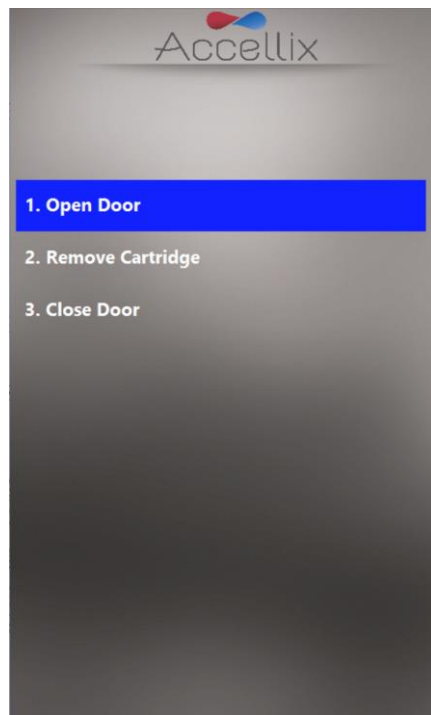 Accellix
1. Open Door
2. Remove Cartridge
3. Close Door